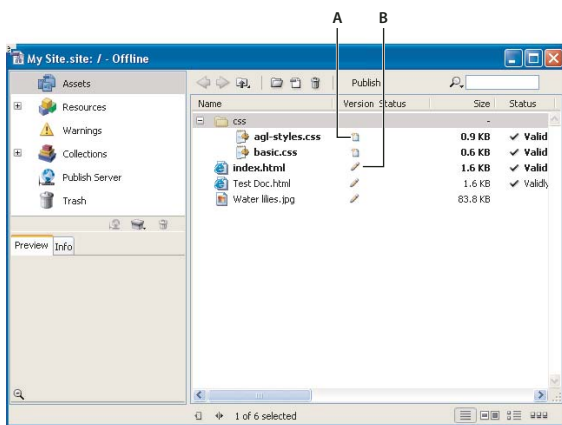 A B
My Site.site: / - Offline
Assets
Resources
Warnings
Collections
Publish Server
Trash
Preview Info
Publish
Name Version Status Size Status
css -
agl-styles.css 0.9 KB ✔ Valid
basic.css 0.6 KB ✔ Valid
index.html 1.6 KB ✔ Valid
Test Doc.html 1.6 KB ✔ Validly
Water lilies.jpg 83.8 KB
1 of 6 selected